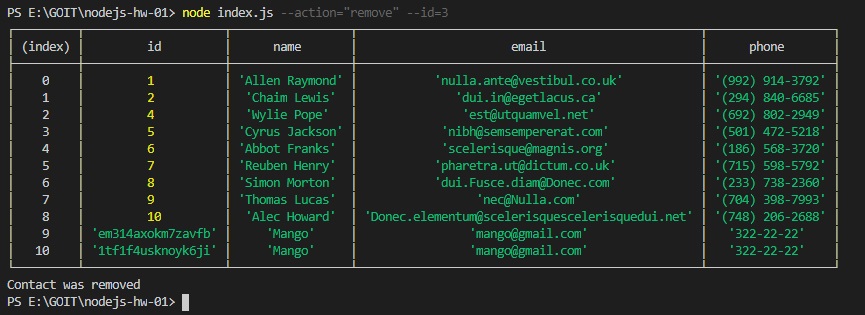 PS E:\GOIT\nodejs-hw-01> node index.js --action="remove" --id=3
(index) id name email phone
0 1 'Allen Raymond' 'nulla.ante@vestibul.co.uk' '(992) 914-3792'
1 2 'Chaim Lewis' 'dui.in@egetlacus.ca' '(294) 840-6685'
2 4 'Wylie Pope' 'est@utquamvel.net' '(692) 802-2949'
3 5 'Cyrus Jackson' 'nibh@semsempererat.com' '(501) 472-5218'
4 6 'Abbot Franks' 'scelerisque@magnis.org' '(186) 568-3720'
5 7 'Reuben Henry' 'pharetra.ut@dictum.co.uk' '(715) 598-5792'
6 8 'Simon Morton' 'dui.Fusce.diam@Donec.com' '(233) 738-2360'
7 9 'Thomas Lucas' 'nec@Nulla.com' '(704) 398-7993'
8 10 'Alec Howard' 'Donec.elementum@scelerisquescelerisquedui.net' '(748) 206-2688'
9 'em314axokm7zavfb' 'Mango' 'mango@gmail.com' '322-22-22'
10 '1tf1f4usknoyk6ji' 'Mango' 'mango@gmail.com' '322-22-22'
Contact was removed
PS E:\GOIT\nodejs-hw-01>